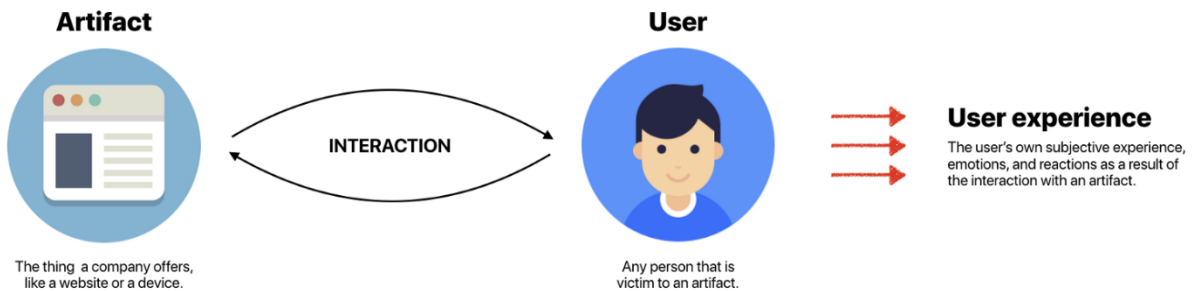 Artifact
The thing a company offers,
like a website or a device.
INTERACTION
User
Any person that is
victim to an artifact.
User experience
The user's own subjective experience,
emotions, and reactions as a result of
the interaction with an artifact.